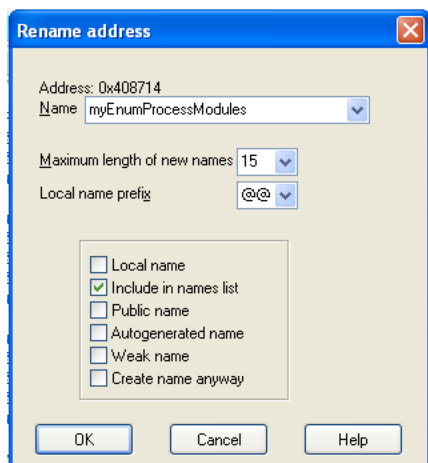 Rename address
Address: 0x408714
Name myEnumProcessModules
Maximum length of new names 15
Local name prefix @@
Local name
Include in names list
Public name
Autogenerated name
Weak name
Create name anyway
OK Cancel Help